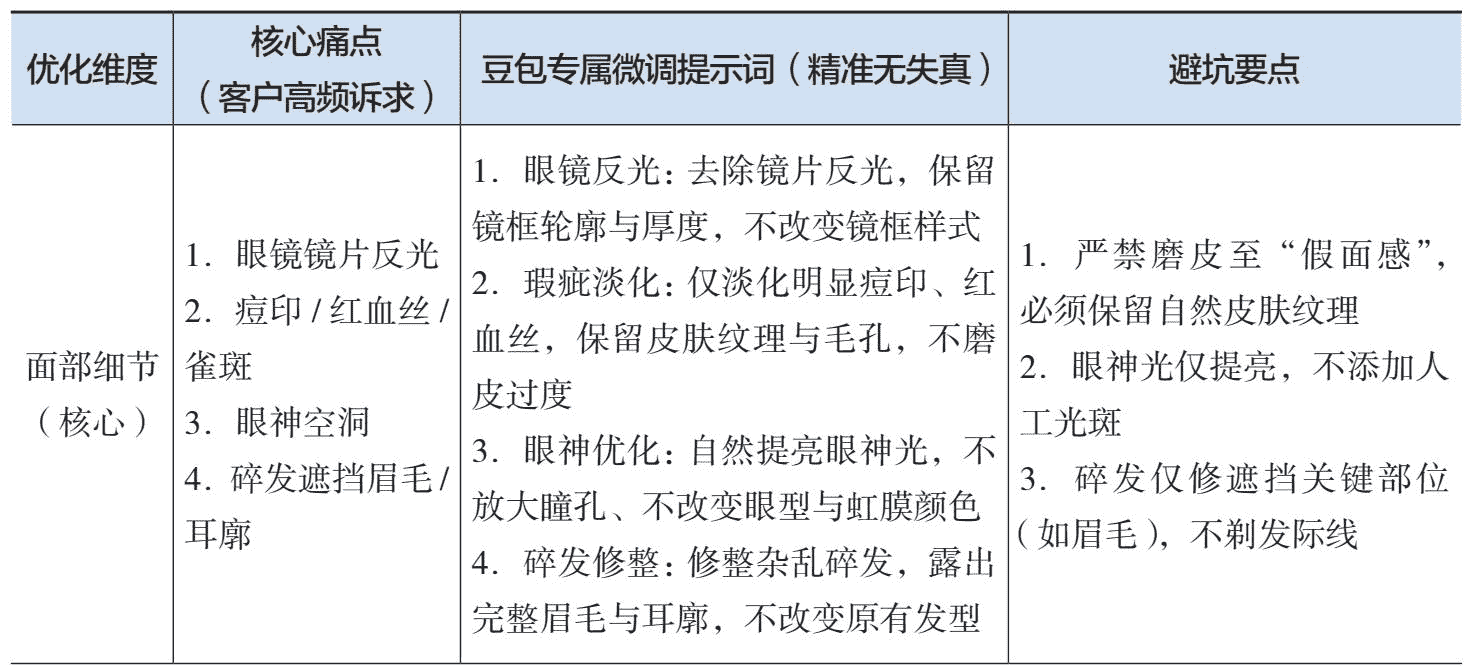 优化维度
核心痛点
（客户高频诉求）
豆包专属微调提示词（精准无失真）
避坑要点
面部细节
（核心）
1．眼镜镜片反光
2．痘印/红血丝/
雀斑
3．眼神空洞
4．碎发遮挡眉毛/
耳廓
1．眼镜反光：去除镜片反光，保留
镜框轮廓与厚度，不改变镜框样式
2．瑕疵淡化：仅淡化明显痘印、红
血丝，保留皮肤纹理与毛孔，不磨
皮过度
3．眼神优化：自然提亮眼神光，不
放大瞳孔、不改变眼型与虹膜颜色
4．碎发修整：修整杂乱碎发，露出
完整眉毛与耳廓，不改变原有发型
1．严禁磨皮至“假面感”，
必须保留自然皮肤纹理
2．眼神光仅提亮，不添加人
工光斑
3．碎发仅修遮挡关键部位
（如眉毛），不剃发际线